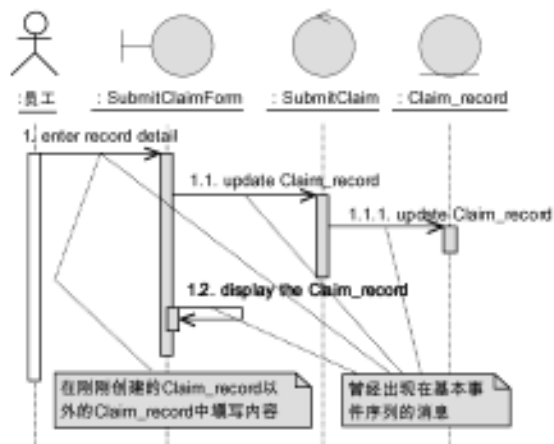 :员工
: SubmitClaimForm
: SubmitClaim
: Claim_record
1. enter record detail
1.1. update Claim_record
1.1.1. update Claim_record
1.2. display the Claim_record
在刚刚创建的Claim_record以
外的Claim_record中填写内容
曾经出现在基本事
件序列的消息